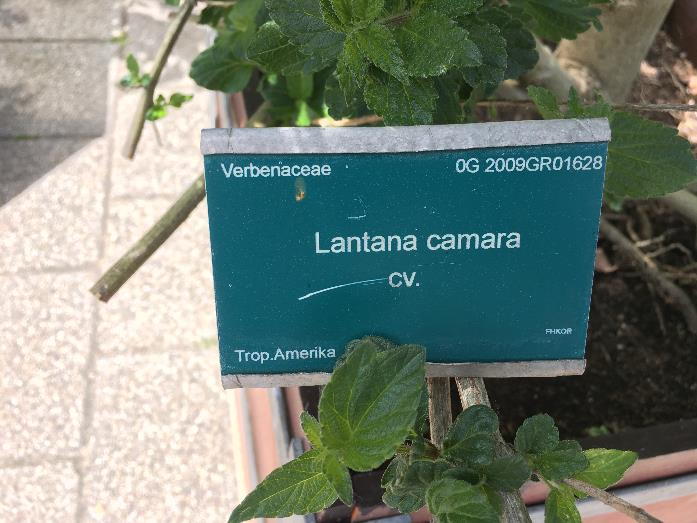 Verbenaceae 0G 2009GR01628
Lantana camara
cv.
FHKOR
Trop.Amerika